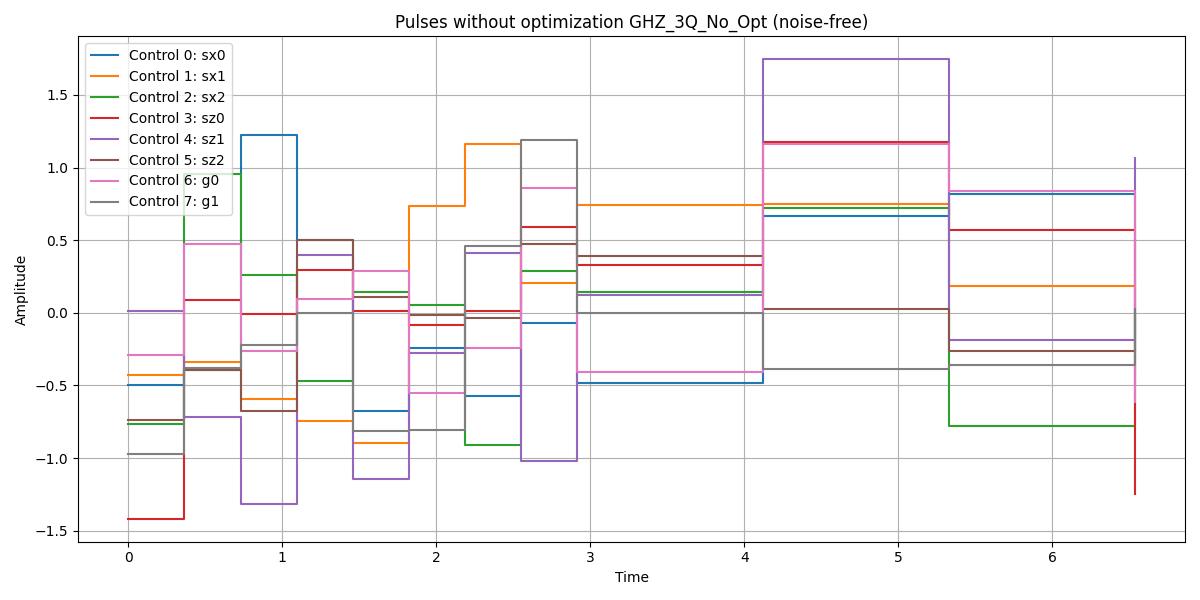 Pulses without optimization GHZ_3Q_No_Opt (noise-free)
Control 0: sx0
Control 1: sx1
Control 2: sx2
Control 3: sz0
Control 4: sz1
Control 5: sz2
Control 6: g0
Control 7: g1
Amplitude
1.5
1.0
0.5
0.0
−0.5
−1.0
−1.5
0 1 2 3 4 5 6
Time